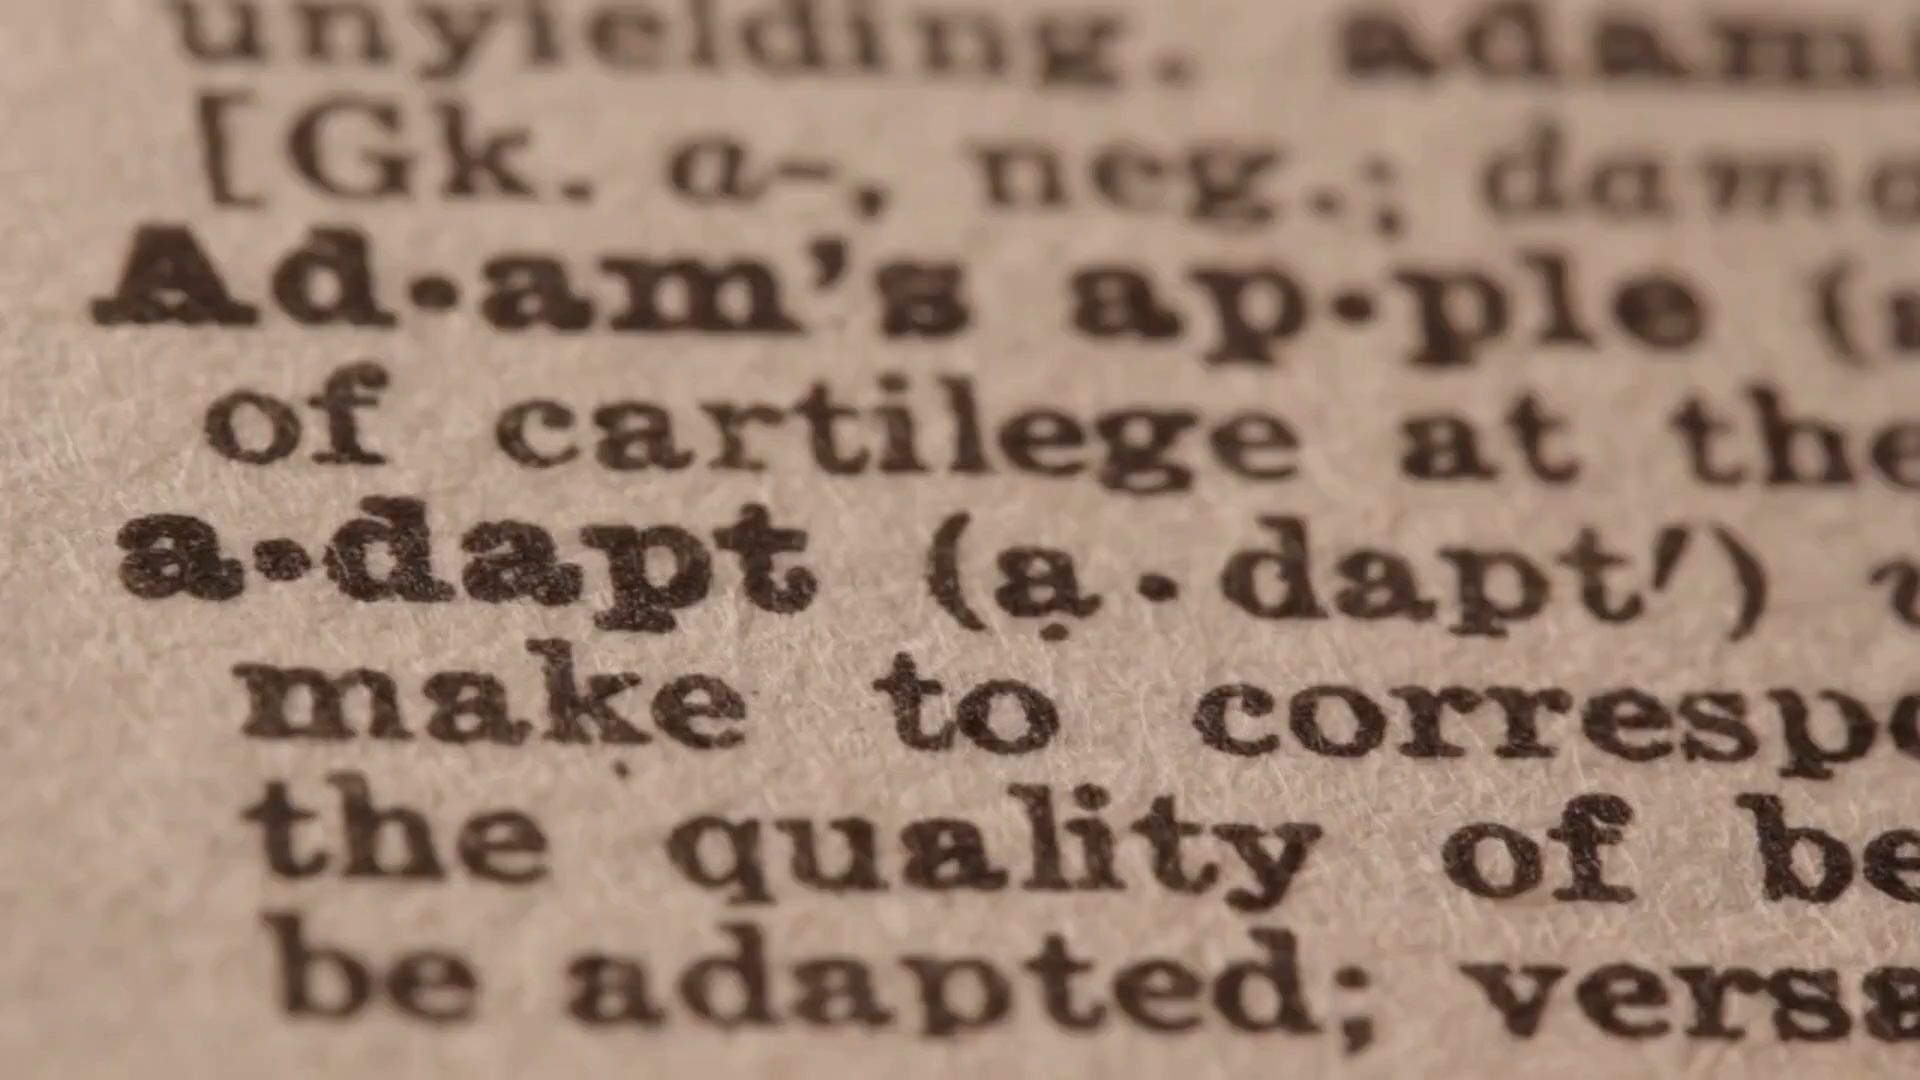 unyielding. adam
[Gk. a-, neg.; dam
Ad•am's ap•ple (
of cartilege at the
a•dapt (ạ•dapt′) v
make to correspo
the quality of be
be adapted; versa